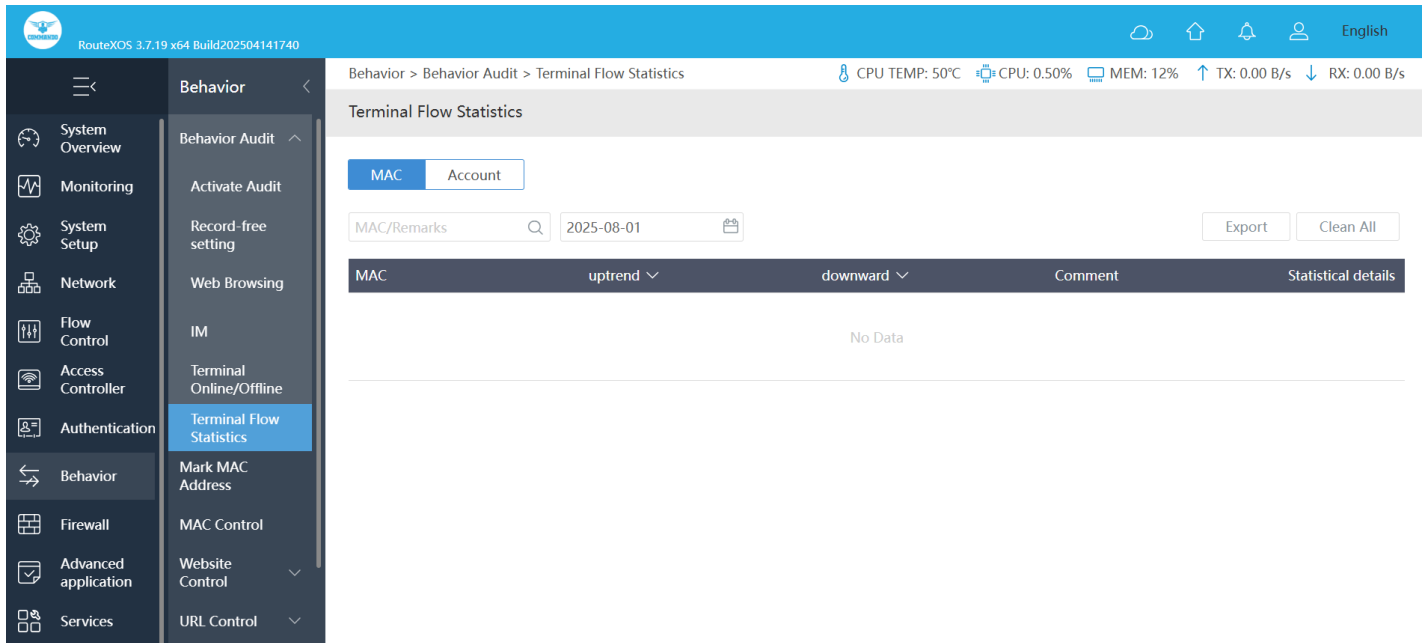 COMMANDO
RouteXOS 3.7.19 x64 Build202504141740
English
Behavior
Behavior > Behavior Audit > Terminal Flow Statistics
CPU TEMP: 50℃
CPU: 0.50%
MEM: 12%
TX: 0.00 B/s
RX: 0.00 B/s
System
Overview
Monitoring
System
Setup
Network
Flow
Control
Access
Controller
Authentication
Behavior
Firewall
Advanced
application
Services
Behavior Audit
Activate Audit
Record-free
setting
Web Browsing
IM
Terminal
Online/Offline
Terminal Flow
Statistics
Mark MAC
Address
MAC Control
Website
Control
URL Control
Terminal Flow Statistics
MAC
Account
MAC/Remarks
2025-08-01
Export
Clean All
MAC
uptrend
downward
Comment
Statistical details
No Data